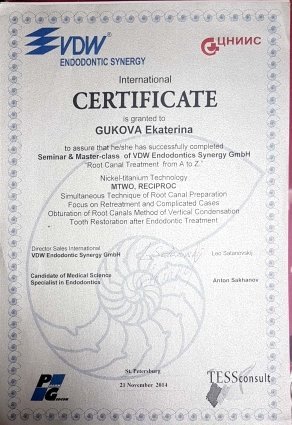 VDW
ENDODONTIC SYNERGY
ЦНИИС
International
CERTIFICATE
is granted to
GUKOVA Ekaterina
to assure that he/she has successfully completed
Seminar & Master-class of VDW Endodontics Synergy GmbH
"Root Canal Treatment from A to Z"
Nickel-titanium Technology
MTWO, RECIPROC
Simultaneous Technique of Root Canal Preparation
Focus on Retreatment and Complicated Cases
Obturation of Root Canals Method of Vertical Condensation
Tooth Restoration after Endodontic Treatment
Director Sales International
VDW Endodontic Synergy GmbH
Leo Satanovskij
Candidate of Medical Science
Specialist in Endodontics
Anton Sakhanov
St. Petersburg
21 November 2014
P G
TESSconsult